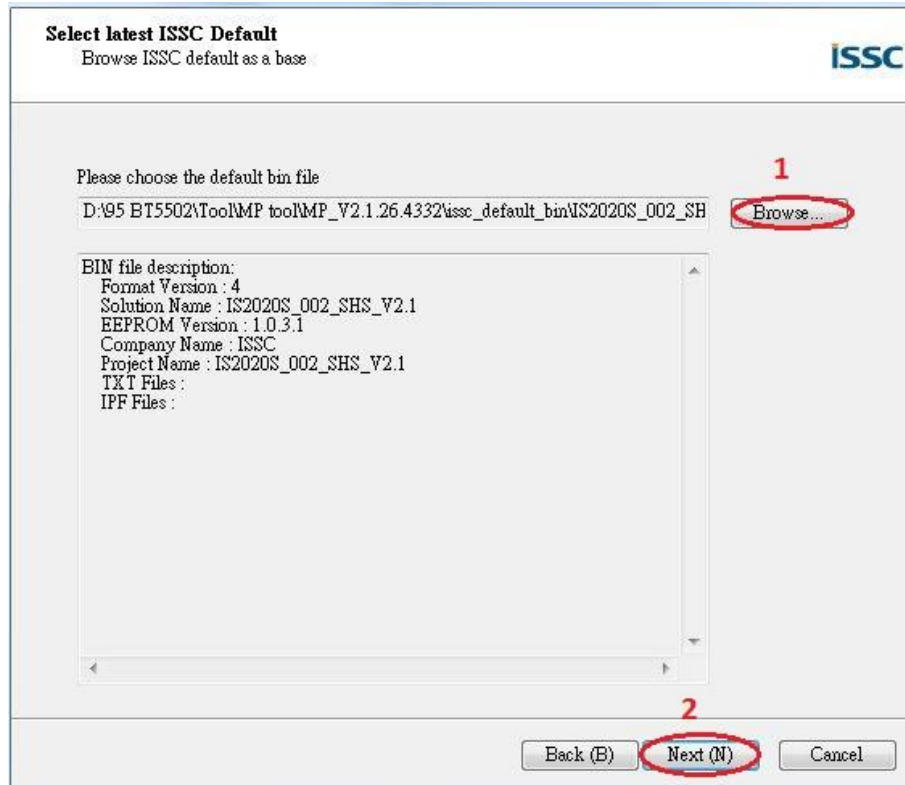 Select latest ISSC Default
Browse ISSC default as a base
ISSC
Please choose the default bin file
1
D:\95 BT5502\Tool\MP tool\MP_V2.1.26.4332\issc_default_bin\IS2020S_002_SH
Browse...
BIN file description:
Format Version : 4
Solution Name : IS2020S_002_SHS_V2.1
EEPROM Version : 1.0.3.1
Company Name : ISSC
Project Name : IS2020S_002_SHS_V2.1
TXT Files :
IPF Files :
2
Back (B)
Next (N)
Cancel